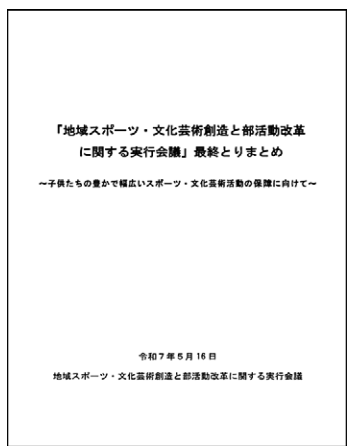 「地域スポーツ・文化芸術創造と部活動改革
に関する実行会議」最終とりまとめ
～子供たちの豊かで幅広いスポーツ・文化芸術活動の保障に向けて～
令和７年５月16日
地域スポーツ・文化芸術創造と部活動改革に関する実行会議